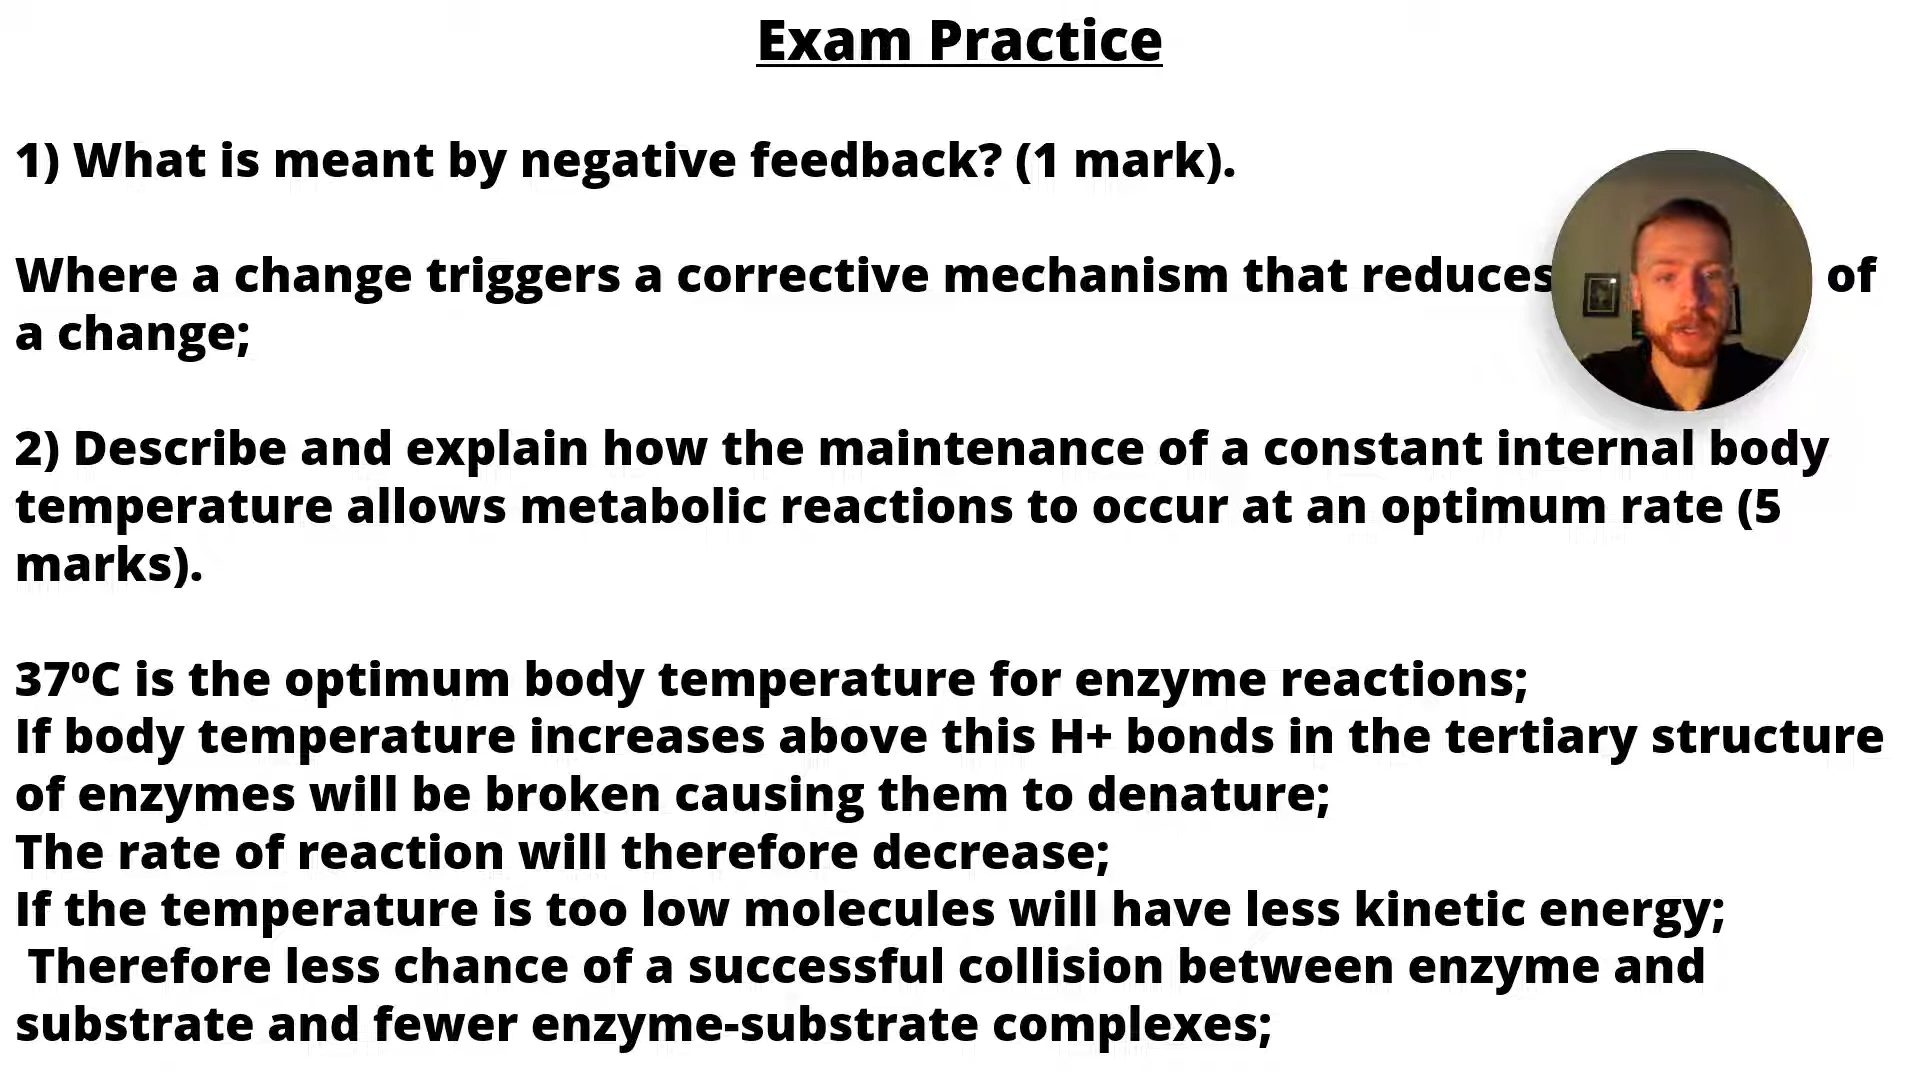 Exam Practice
1) What is meant by negative feedback? (1 mark).
Where a change triggers a corrective mechanism that reduces of
a change;
2) Describe and explain how the maintenance of a constant internal body
temperature allows metabolic reactions to occur at an optimum rate (5
marks).
37⁰C is the optimum body temperature for enzyme reactions;
If body temperature increases above this H+ bonds in the tertiary structure
of enzymes will be broken causing them to denature;
The rate of reaction will therefore decrease;
If the temperature is too low molecules will have less kinetic energy;
Therefore less chance of a successful collision between enzyme and
substrate and fewer enzyme-substrate complexes;